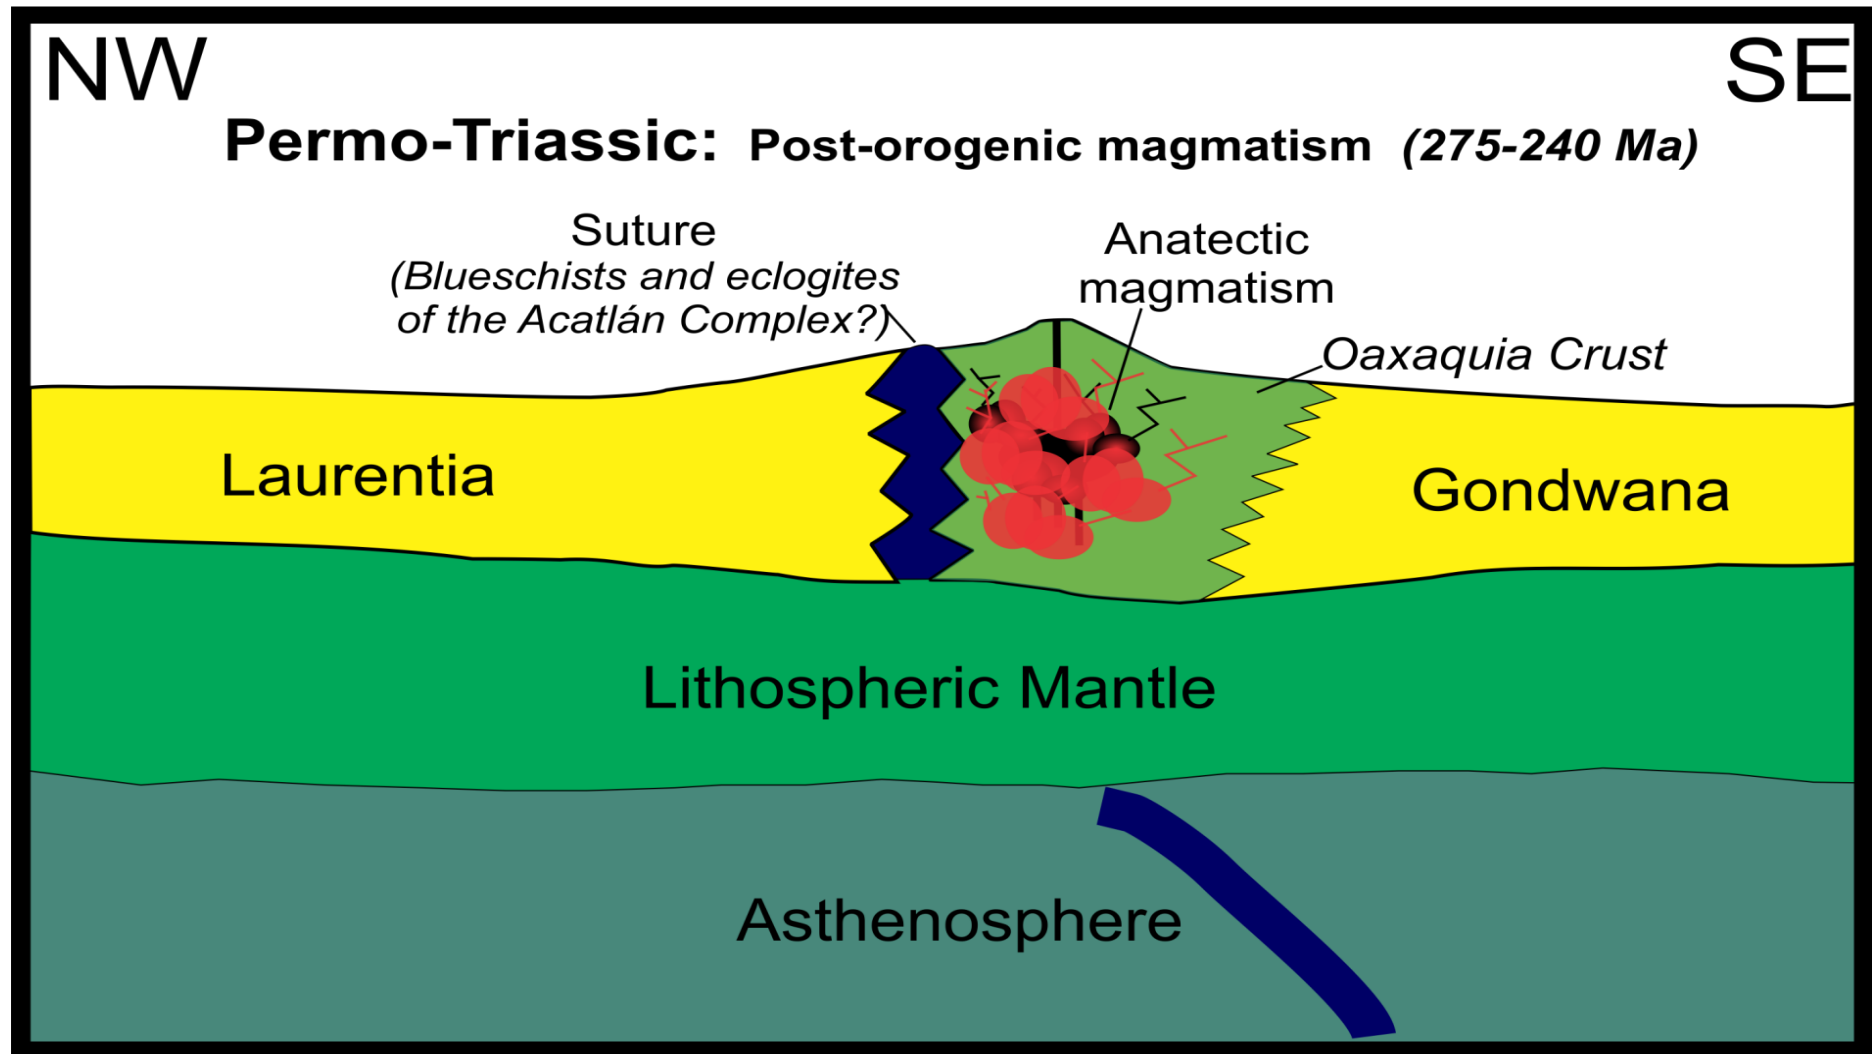 NW
SE
Permo-Triassic: Post-orogenic magmatism (275-240 Ma)
Suture
(Blueschists and eclogites
of the Acatlán Complex?)
Anatectic
magmatism
Oaxaquia Crust
Laurentia
Gondwana
Lithospheric Mantle
Asthenosphere